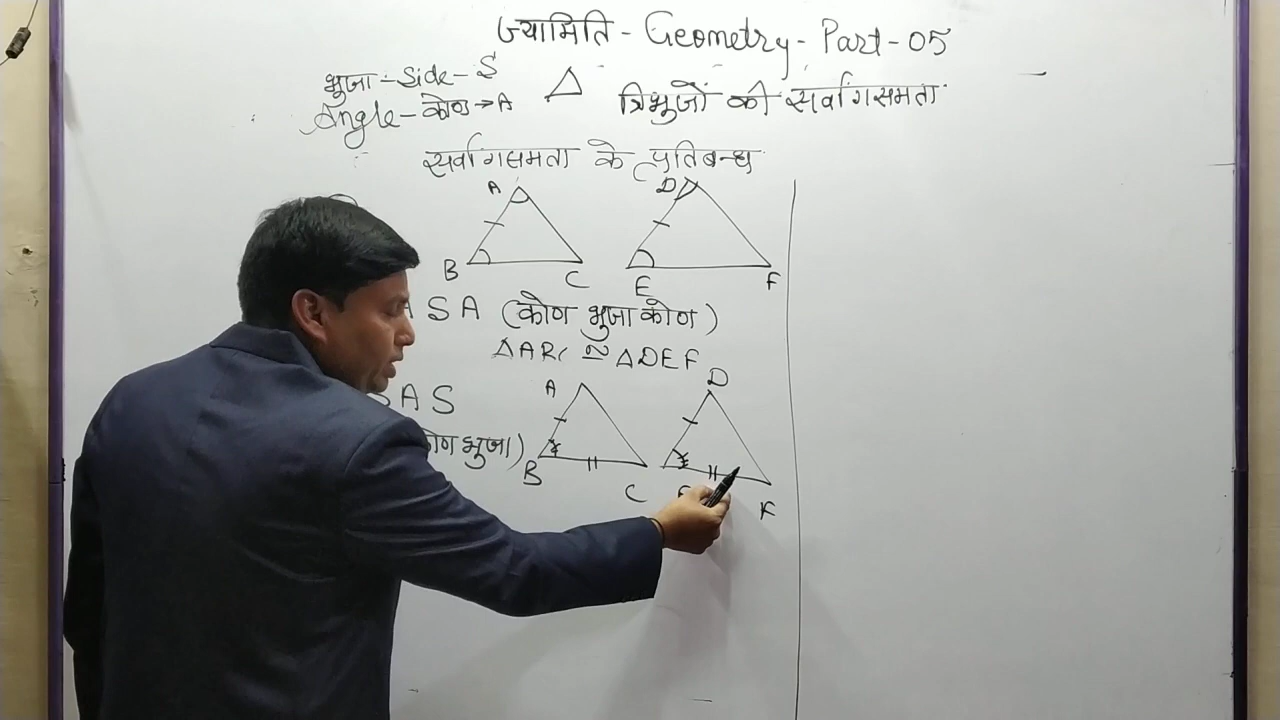 ज्यामिति - Geometry - Part - 05
भुजा - Side - S
Angle - कोण → A
△ त्रिभुजों की सर्वांगसमता
सर्वांगसमता के प्रतिबन्ध
A D
B C E F
A S A (कोण भुजा कोण)
△ABC ≅ △DEF
S A S
A D
कोण भुजा)
B C E F